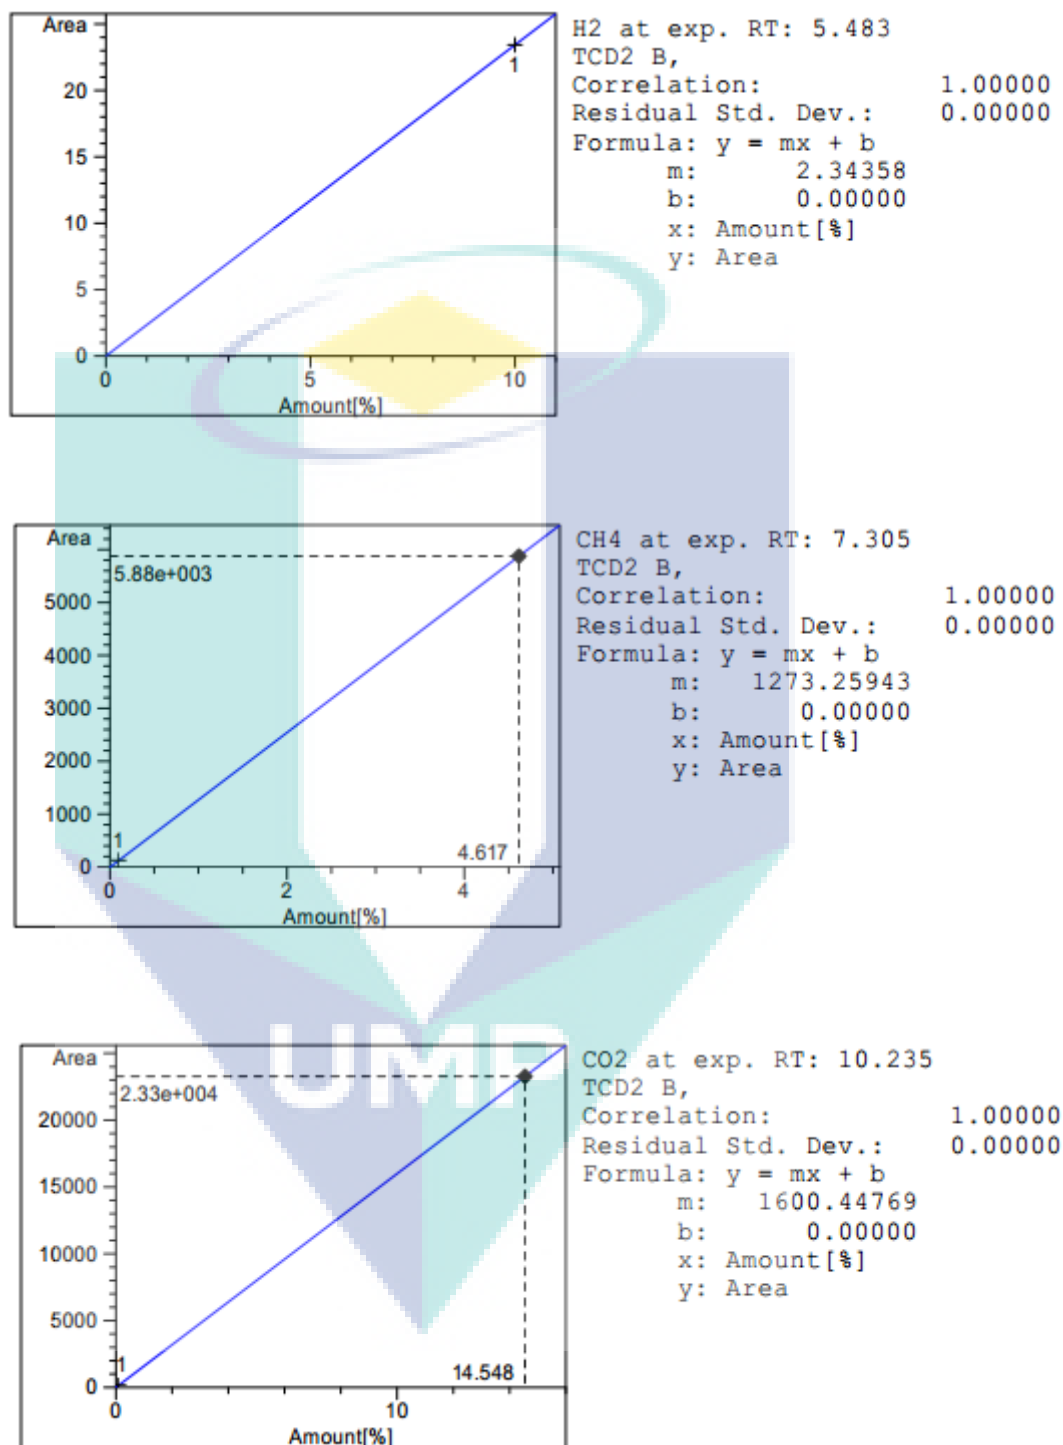 Area
20
15
10
5
0
0 5 10
Amount[%]
1
H2 at exp. RT: 5.483
TCD2 B,
Correlation: 1.00000
Residual Std. Dev.: 0.00000
Formula: y = mx + b
m: 2.34358
b: 0.00000
x: Amount[%]
y: Area
Area
5.88e+003
5000
4000
3000
2000
1000
0
1
4.617
0 2 4
Amount[%]
CH4 at exp. RT: 7.305
TCD2 B,
Correlation: 1.00000
Residual Std. Dev.: 0.00000
Formula: y = mx + b
m: 1273.25943
b: 0.00000
x: Amount[%]
y: Area
UMP
Area
2.33e+004
20000
15000
10000
5000
0
1
14.548
0 10
Amount[%]
CO2 at exp. RT: 10.235
TCD2 B,
Correlation: 1.00000
Residual Std. Dev.: 0.00000
Formula: y = mx + b
m: 1600.44769
b: 0.00000
x: Amount[%]
y: Area